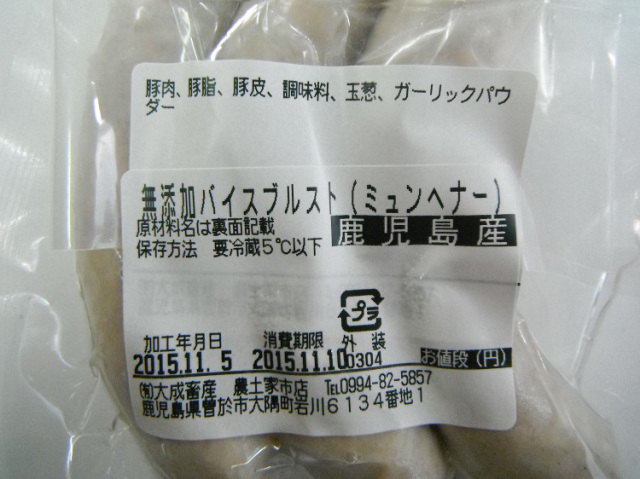 豚肉、豚脂、豚皮、調味料、玉葱、ガーリックパウ
ダー
無添加バイスブルスト(ミュンヘナー)
原材料名は裏面記載
鹿児島産
保存方法 要冷蔵5℃以下
プラ
加工年月日 消費期限 外装
2015.11. 5 2015.11.10 0304 お値段(円)
㈲大成畜産 農土家市店 TEL0994-82-5857
鹿児島県曽於市大隅町岩川6134番地1